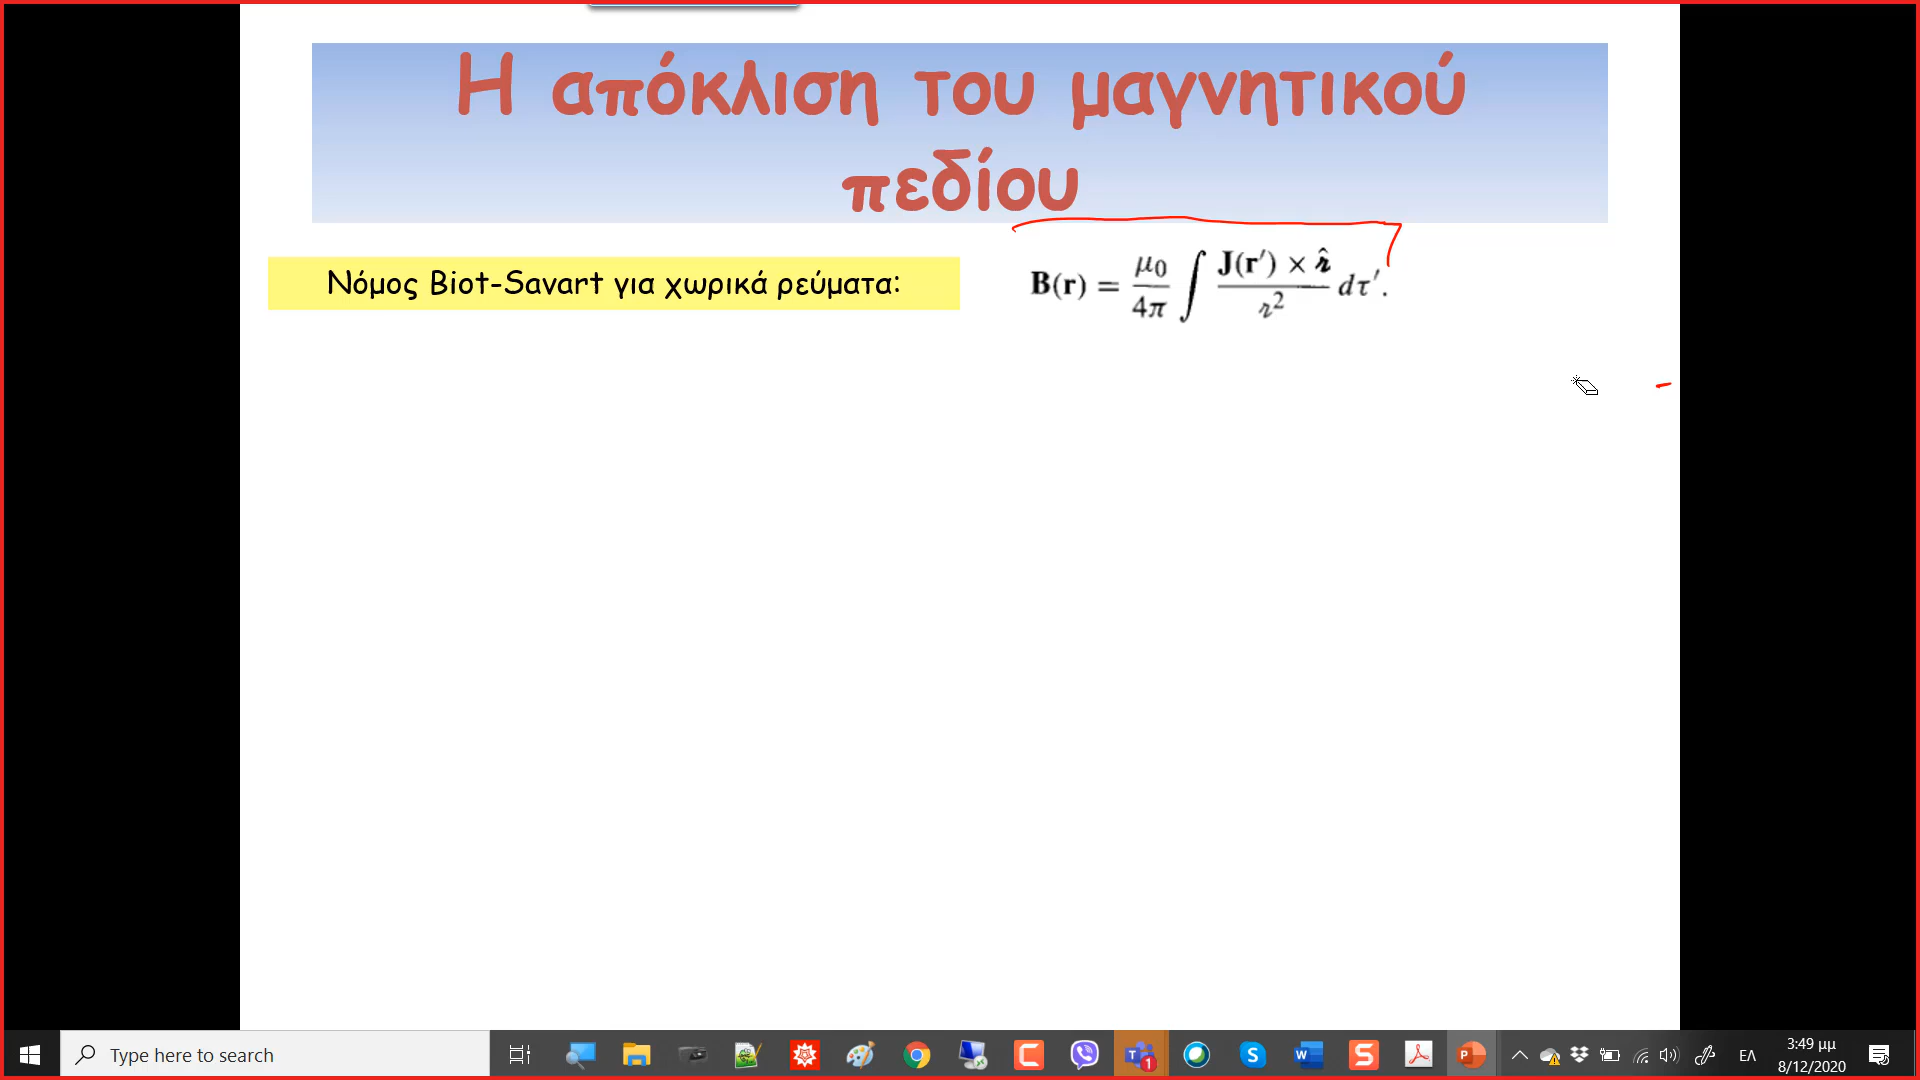 Η απόκλιση του μαγνητικού
πεδίου
Νόμος Biot-Savart για χωρικά ρεύματα:
B(r) = μ₀/4π ∫ J(r′) × 𝓇̂ / 𝓇² dτ′.
Type here to search
1
ΕΛ
3:49 μμ
8/12/2020